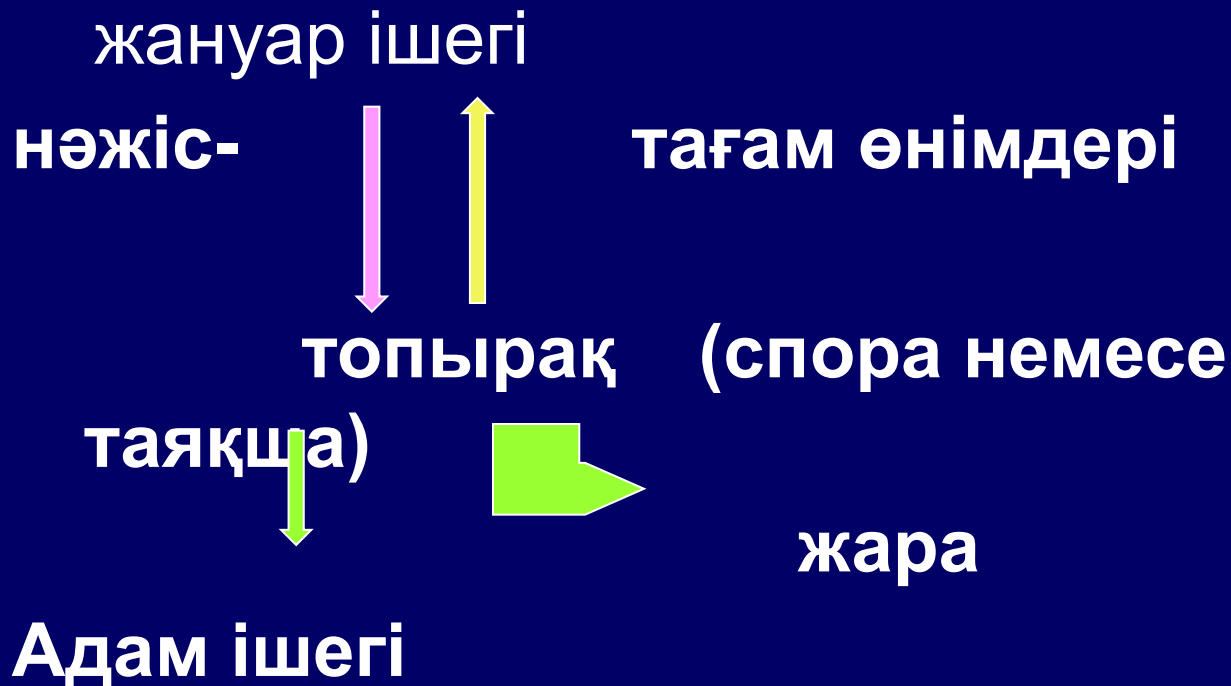 жануар ішегі
нәжіс- тағам өнімдері
топырақ (спора немесе
таяқша)
жара
Адам ішегі